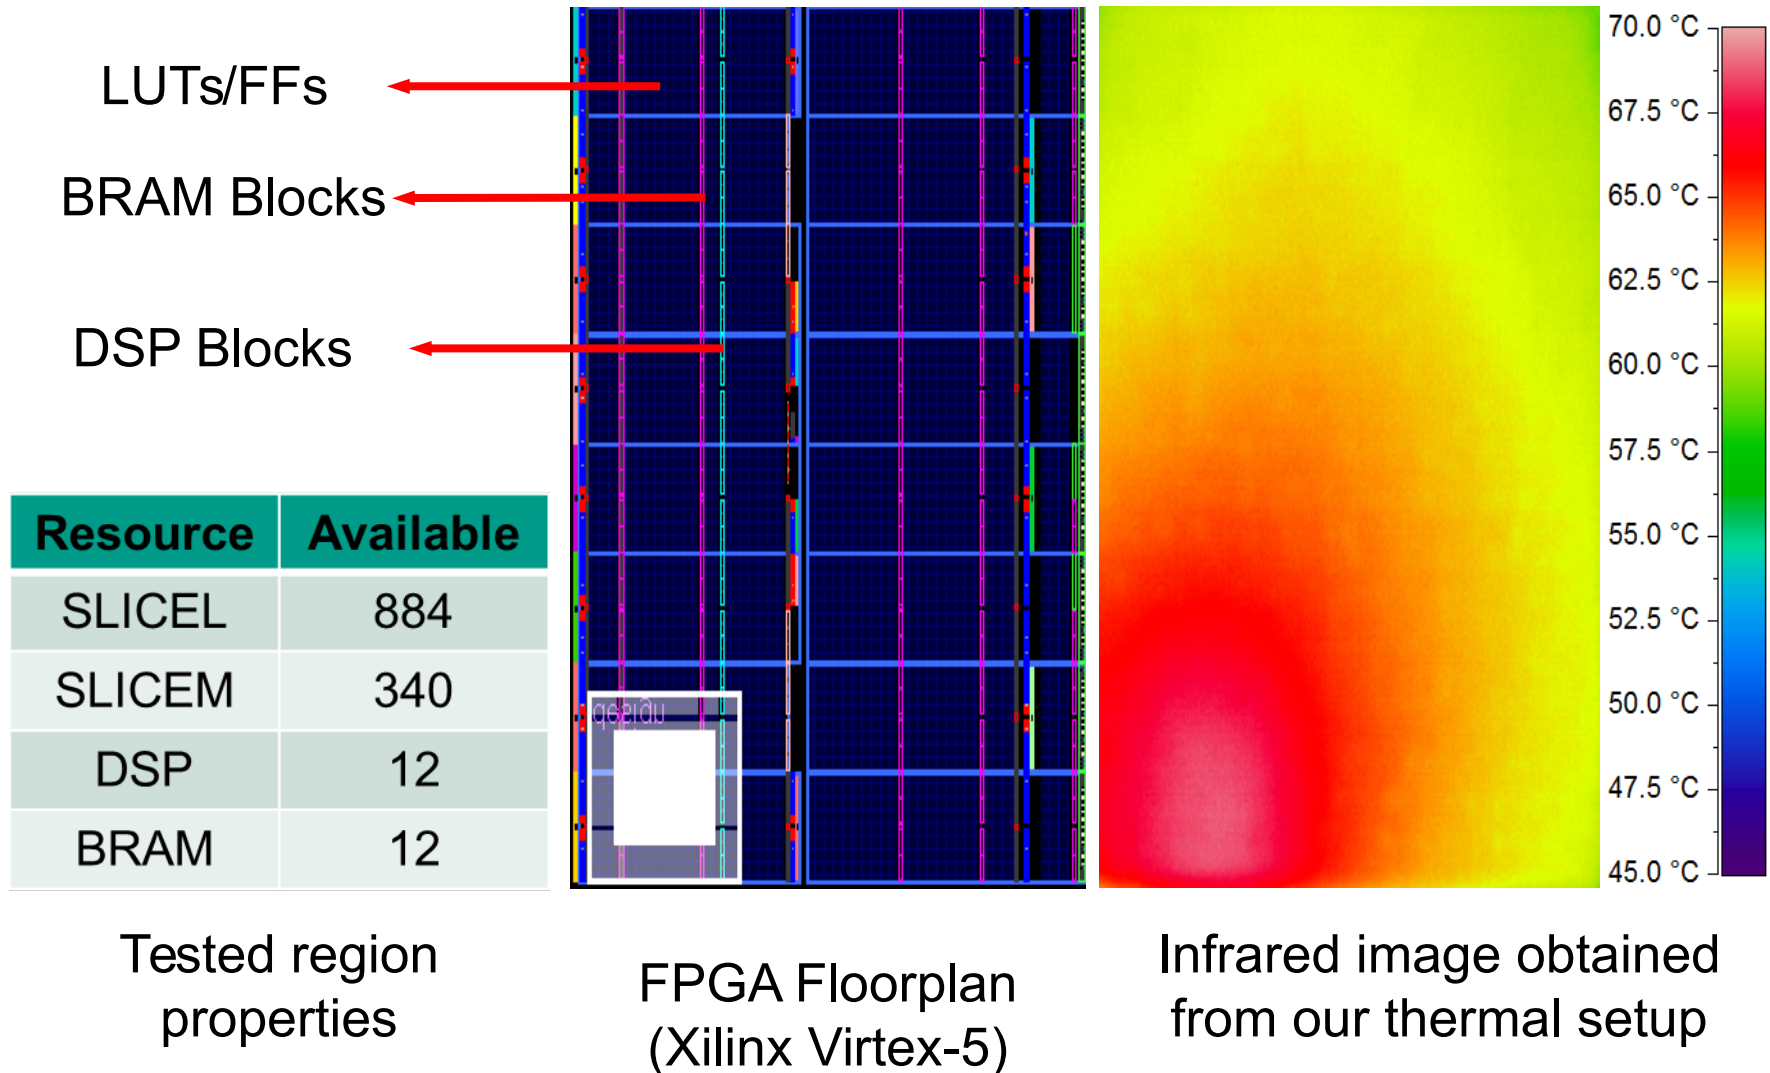 LUTs/FFs
BRAM Blocks
DSP Blocks
Resource Available
SLICEL 884
SLICEM 340
DSP 12
BRAM 12
Tested region
properties
FPGA Floorplan
(Xilinx Virtex-5)
70.0 °C
67.5 °C
65.0 °C
62.5 °C
60.0 °C
57.5 °C
55.0 °C
52.5 °C
50.0 °C
47.5 °C
45.0 °C
Infrared image obtained
from our thermal setup